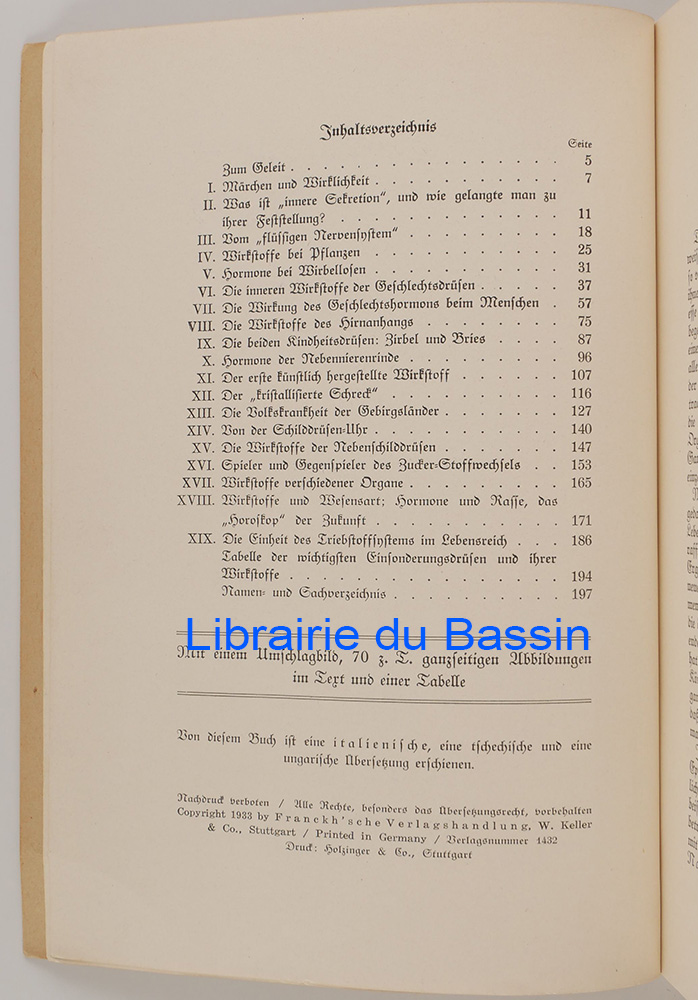 Inhaltsverzeichnis
Seite
Zum Geleit . . . . . . . . . . . . . . . . 5
I. Märchen und Wirklichkeit . . . . . . . . . . . 7
II. Was ist „innere Sekretion“, und wie gelangte man zu
ihrer Feststellung? . . . . . . . . . . . . . 11
III. Vom „flüssigen Nervensystem“ . . . . . . . . . 18
IV. Wirkstoffe bei Pflanzen . . . . . . . . . . . . 25
V. Hormone bei Wirbellosen . . . . . . . . . . . 31
VI. Die inneren Wirkstoffe der Geschlechtsdrüsen . . . . . 37
VII. Die Wirkung des Geschlechtshormons beim Menschen . 57
VIII. Die Wirkstoffe des Hirnanhangs . . . . . . . . 75
IX. Die beiden Kindheitsdrüsen: Zirbel und Bries . . . . 87
X. Hormone der Nebennierenrinde . . . . . . . . . 96
XI. Der erste künstlich hergestellte Wirkstoff . . . . . . 107
XII. Der „kristallisierte Schreck“ . . . . . . . . . . 116
XIII. Die Volkskrankheit der Gebirgsländer . . . . . . . 127
XIV. Von der Schilddrüsen-Uhr . . . . . . . . . . . 140
XV. Die Wirkstoffe der Nebenschilddrüsen . . . . . . . 147
XVI. Spieler und Gegenspieler des Zucker-Stoffwechsels . . 153
XVII. Wirkstoffe verschiedener Organe . . . . . . . . . 165
XVIII. Wirkstoffe und Wesensart; Hormone und Rasse, das
„Horoskop“ der Zukunft . . . . . . . . . . . 171
XIX. Die Einheit des Triebstoffsystems im Lebensreich . . . 186
Tabelle der wichtigsten Einsonderungsdrüsen und ihrer
Wirkstoffe . . . . . . . . . . . . . . . . 194
Namen- und Sachverzeichnis . . . . . . . . . . 197
Librairie du Bassin
Mit einem Umschlagbild, 70 z. T. ganzseitigen Abbildungen
im Text und einer Tabelle
Von diesem Buch ist eine italienische, eine tschechische und eine
ungarische Übersetzung erschienen.
Nachdruck verboten / Alle Rechte, besonders das Übersetzungsrecht, vorbehalten
Copyright 1933 by Franckh'sche Verlagshandlung, W. Keller
& Co., Stuttgart / Printed in Germany / Verlagsnummer 1432
Druck: Holzinger & Co., Stuttgart